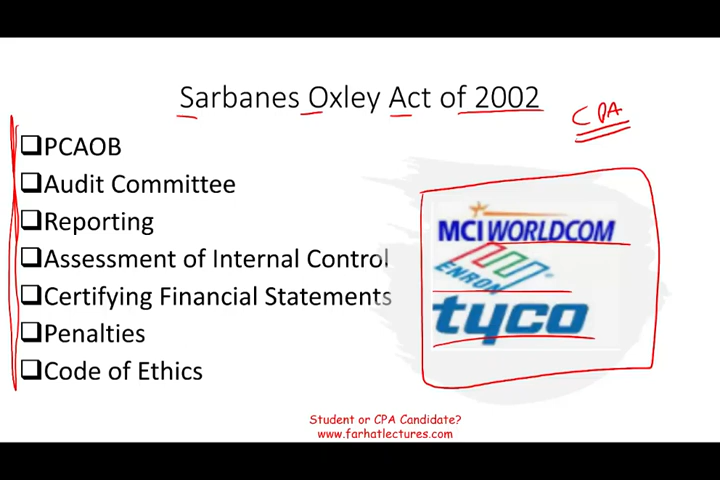 Sarbanes Oxley Act of 2002
CPA
PCAOB
Audit Committee
Reporting
Assessment of Internal Control
Certifying Financial Statements
Penalties
Code of Ethics
MCI WORLDCOM
ENRON
tyco
Student or CPA Candidate?
www.farhatlectures.com